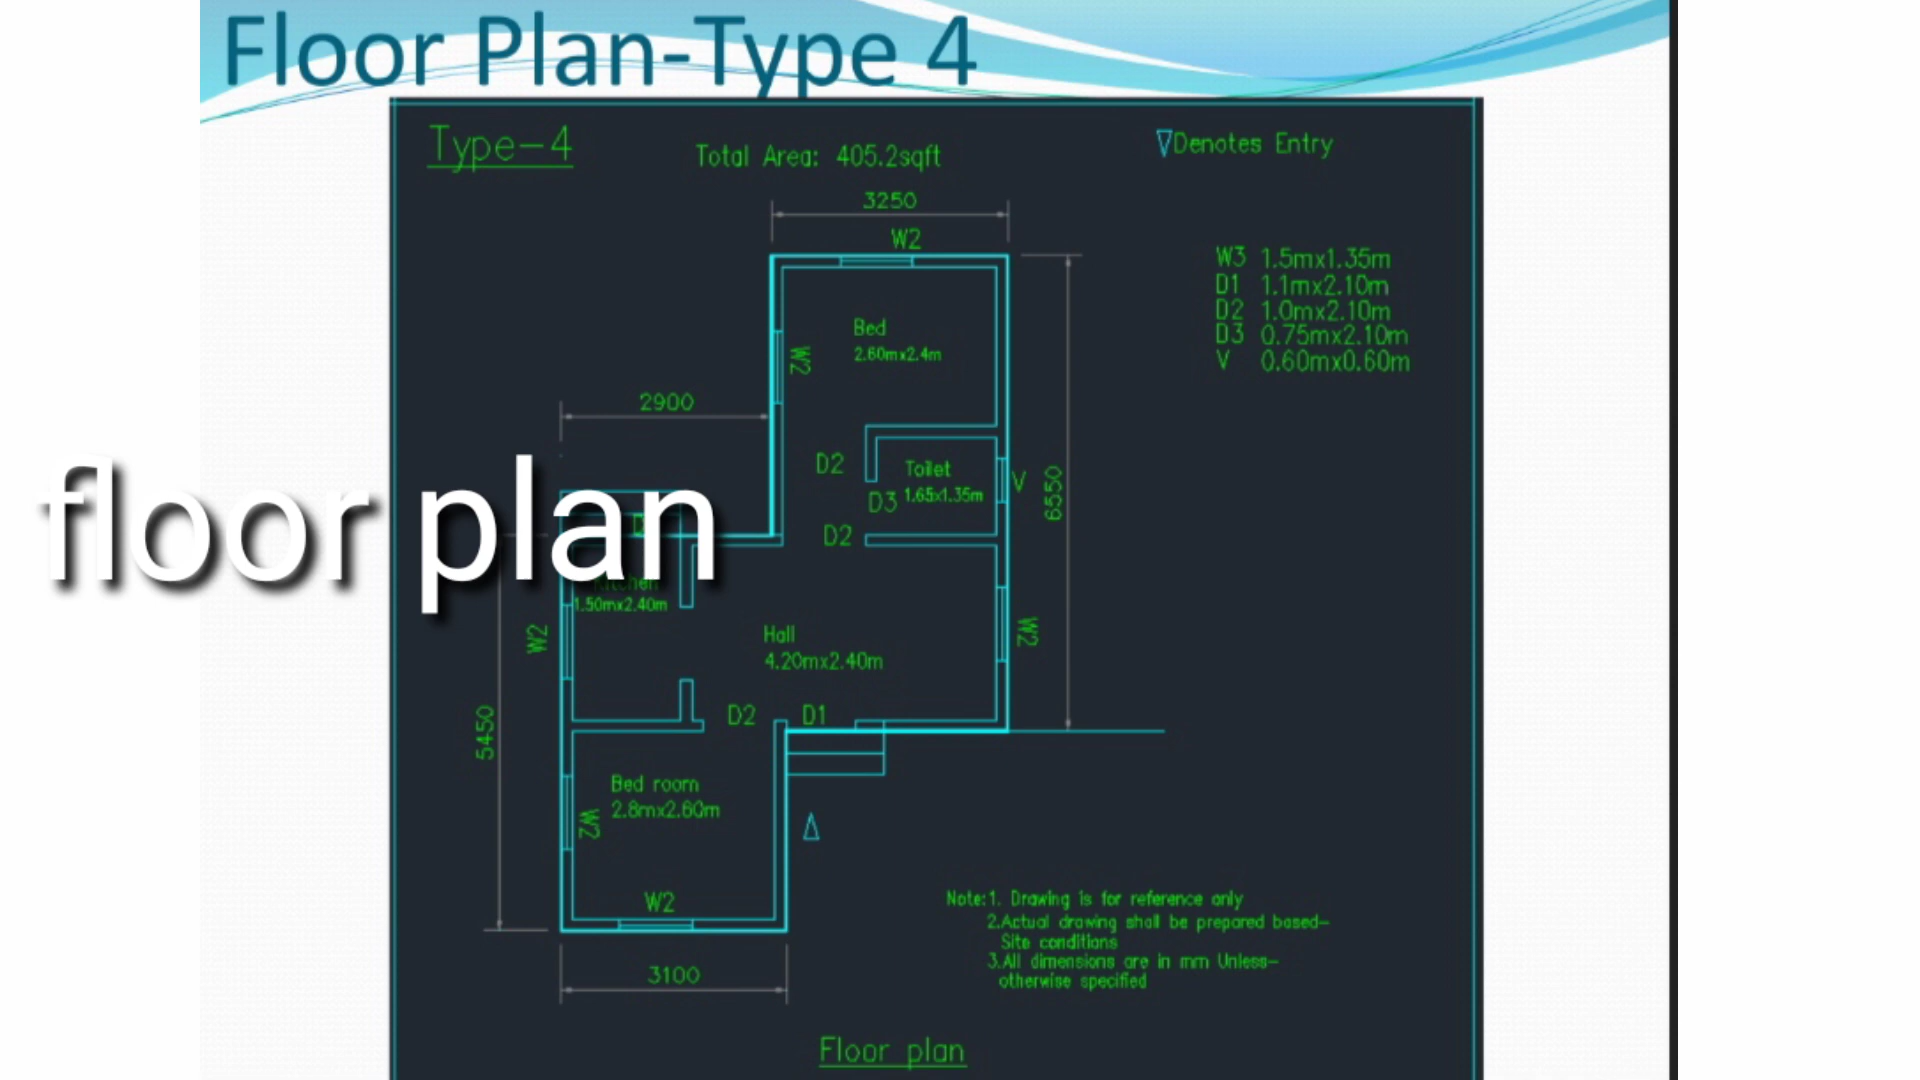 Floor Plan-Type 4
Type-4
Total Area: 405.2sqft
Denotes Entry
3250
W2
W3 1.5mx1.35m
D1 1.1mx2.10m
D2 1.0mx2.10m
D3 0.75mx2.10m
V 0.60mx0.60m
Bed
2.60mx2.4m
W2
2900
D2
Toilet
D3 1.65x1.35m
V
6550
floor plan
D2
Kitchen
1.50mx2.40m
W2
Hall
4.20mx2.40m
W2
D2
D1
5450
Bed room
2.8mx2.60m
W2
W2
Note:1. Drawing is for reference only
2.Actual drawing shall be prepared based-
Site conditions
3.All dimensions are in mm Unless-
otherwise specified
3100
Floor plan